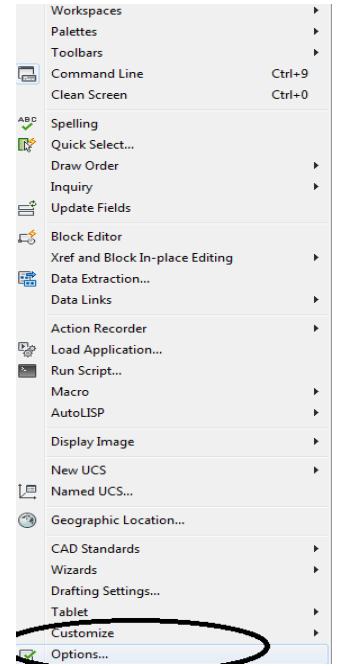 Workspaces
Palettes
Toolbars
Command Line Ctrl+9
Clean Screen Ctrl+0
ABC
Spelling
Quick Select...
Draw Order
Inquiry
Update Fields
Block Editor
Xref and Block In-place Editing
Data Extraction...
Data Links
Action Recorder
Load Application...
Run Script...
Macro
AutoLISP
Display Image
New UCS
Named UCS...
Geographic Location...
CAD Standards
Wizards
Drafting Settings...
Tablet
Customize
Options...